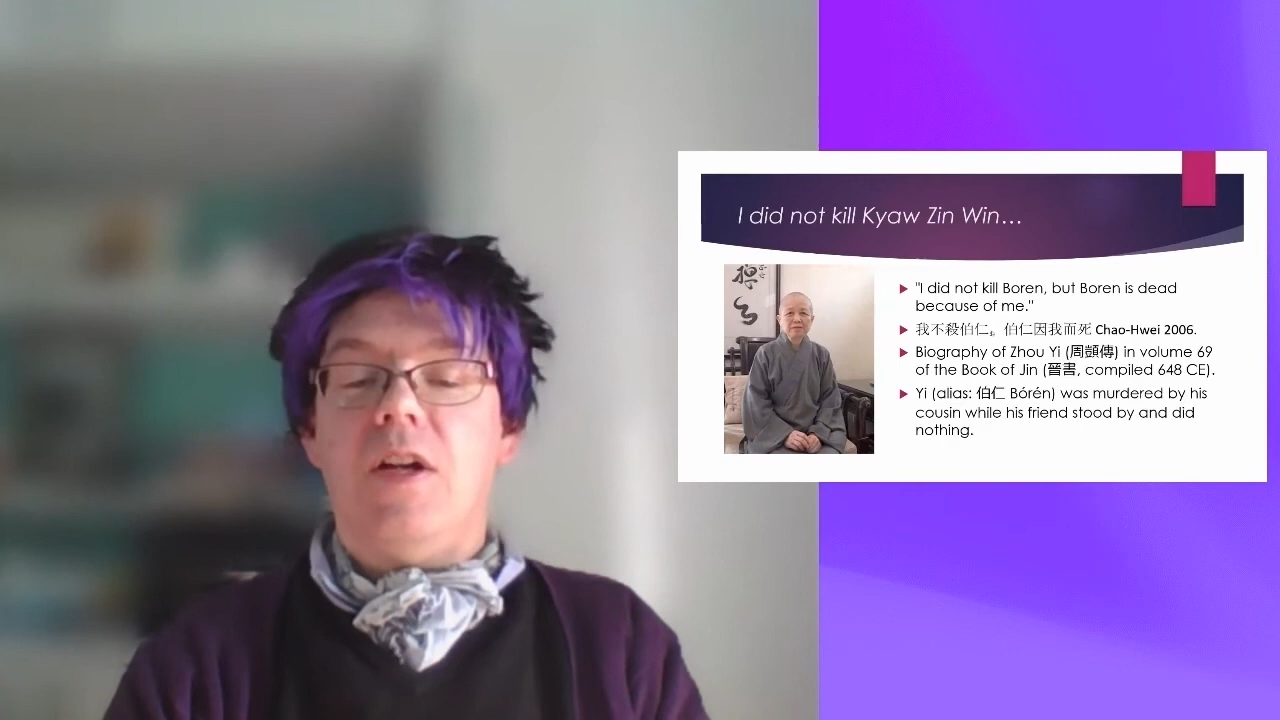 I did not kill Kyaw Zin Win…
"I did not kill Boren, but Boren is dead
because of me."
我不殺伯仁。伯仁因我而死 Chao-Hwei 2006.
Biography of Zhou Yi (周顗傳) in volume 69
of the Book of Jin (晉書, compiled 648 CE).
Yi (alias: 伯仁 Bórén) was murdered by his
cousin while his friend stood by and did
nothing.